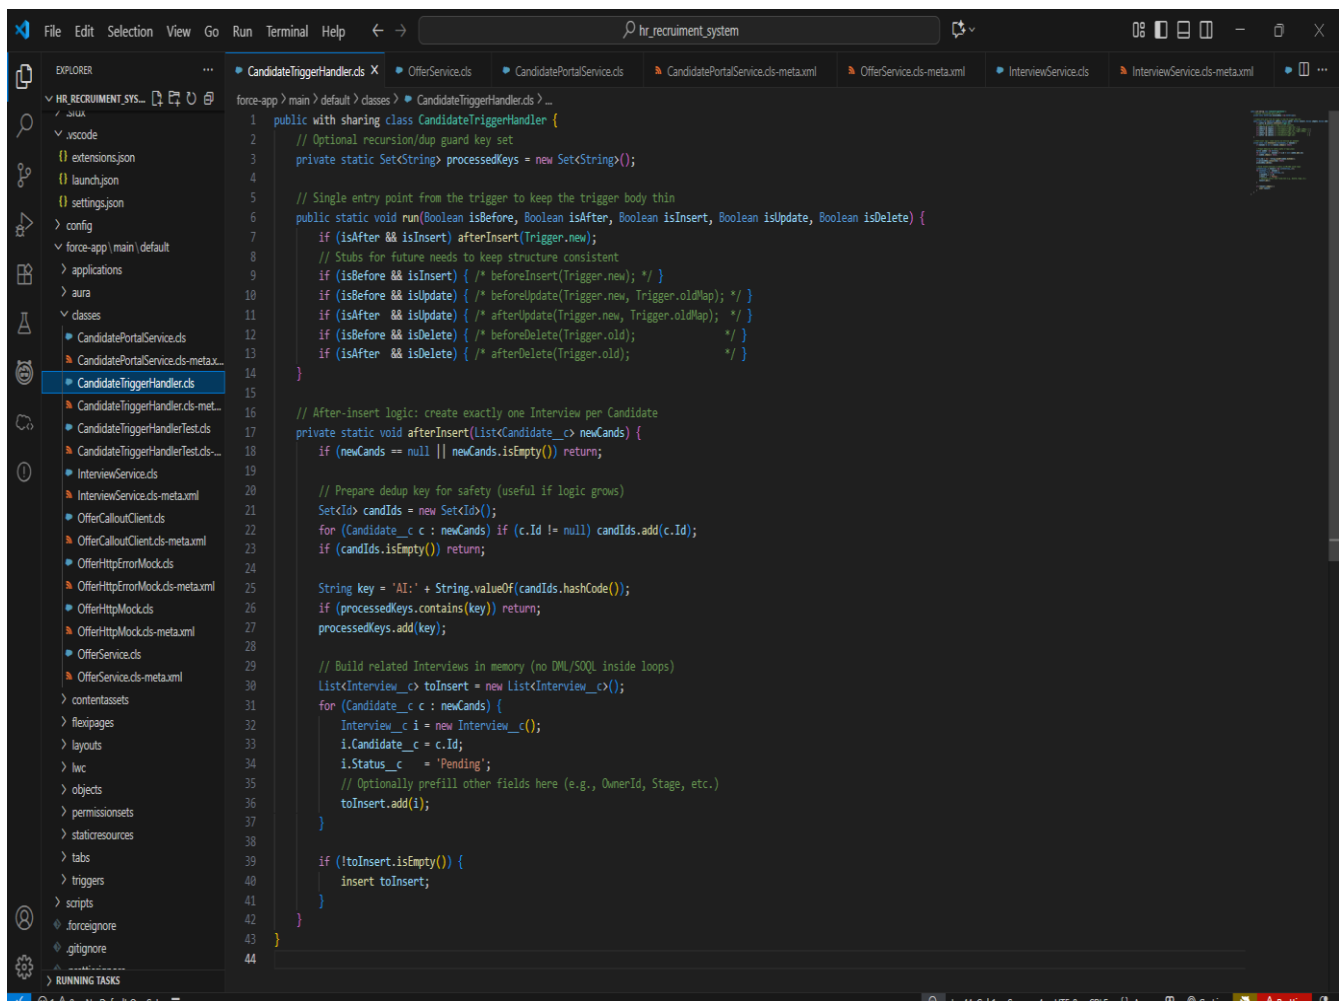 File Edit Selection View Go Run Terminal Help
hr_recruiment_system
EXPLORER
CandidateTriggerHandler.cls X
OfferService.cls
CandidatePortalService.cls
CandidatePortalService.cls-meta.xml
OfferService.cls-meta.xml
InterviewService.cls
InterviewService.cls-meta.xml
HR_RECRUIMENT_SYS...
.vscode
extensions.json
launch.json
settings.json
config
force-app \ main \ default
applications
aura
classes
CandidatePortalService.cls
CandidatePortalService.cls-meta.x...
CandidateTriggerHandler.cls
CandidateTriggerHandler.cls-met...
CandidateTriggerHandlerTest.cls
CandidateTriggerHandlerTest.cls-...
InterviewService.cls
InterviewService.cls-meta.xml
OfferCalloutClient.cls
OfferCalloutClient.cls-meta.xml
OfferHttpErrorMock.cls
OfferHttpErrorMock.cls-meta.xml
OfferHttpMock.cls
OfferHttpMock.cls-meta.xml
OfferService.cls
OfferService.cls-meta.xml
contentassets
flexipages
layouts
lwc
objects
permissionsets
staticresources
tabs
triggers
scripts
.forceignore
.gitignore
RUNNING TASKS
force-app > main > default > classes > CandidateTriggerHandler.cls > ...
1 public with sharing class CandidateTriggerHandler {
2 // Optional recursion/dup guard key set
3 private static Set<String> processedKeys = new Set<String>();
4
5 // Single entry point from the trigger to keep the trigger body thin
6 public static void run(Boolean isBefore, Boolean isAfter, Boolean isInsert, Boolean isUpdate, Boolean isDelete) {
7 if (isAfter && isInsert) afterInsert(Trigger.new);
8 // Stubs for future needs to keep structure consistent
9 if (isBefore && isInsert) { /* beforeInsert(Trigger.new); */ }
10 if (isBefore && isUpdate) { /* beforeUpdate(Trigger.new, Trigger.oldMap); */ }
11 if (isAfter && isUpdate) { /* afterUpdate(Trigger.new, Trigger.oldMap); */ }
12 if (isBefore && isDelete) { /* beforeDelete(Trigger.old); */ }
13 if (isAfter && isDelete) { /* afterDelete(Trigger.old); */ }
14 }
15
16 // After-insert logic: create exactly one Interview per Candidate
17 private static void afterInsert(List<Candidate__c> newCands) {
18 if (newCands == null || newCands.isEmpty()) return;
19
20 // Prepare dedup key for safety (useful if logic grows)
21 Set<Id> candIds = new Set<Id>();
22 for (Candidate__c c : newCands) if (c.Id != null) candIds.add(c.Id);
23 if (candIds.isEmpty()) return;
24
25 String key = 'AI:' + String.valueOf(candIds.hashCode());
26 if (processedKeys.contains(key)) return;
27 processedKeys.add(key);
28
29 // Build related Interviews in memory (no DML/SOQL inside loops)
30 List<Interview__c> toInsert = new List<Interview__c>();
31 for (Candidate__c c : newCands) {
32 Interview__c i = new Interview__c();
33 i.Candidate__c = c.Id;
34 i.Status__c = 'Pending';
35 // Optionally prefill other fields here (e.g., OwnerId, Stage, etc.)
36 toInsert.add(i);
37 }
38
39 if (!toInsert.isEmpty()) {
40 insert toInsert;
41 }
42 }
43 }
44